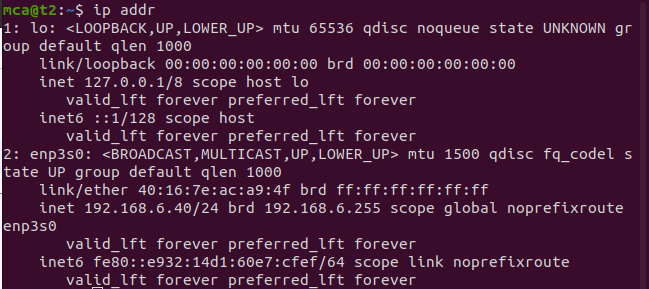 mca@t2:~$ ip addr
1: lo: <LOOPBACK,UP,LOWER_UP> mtu 65536 qdisc noqueue state UNKNOWN gr
oup default qlen 1000
    link/loopback 00:00:00:00:00:00 brd 00:00:00:00:00:00
    inet 127.0.0.1/8 scope host lo
       valid_lft forever preferred_lft forever
    inet6 ::1/128 scope host
       valid_lft forever preferred_lft forever
2: enp3s0: <BROADCAST,MULTICAST,UP,LOWER_UP> mtu 1500 qdisc fq_codel s
tate UP group default qlen 1000
    link/ether 40:16:7e:ac:a9:4f brd ff:ff:ff:ff:ff:ff
    inet 192.168.6.40/24 brd 192.168.6.255 scope global noprefixroute
enp3s0
       valid_lft forever preferred_lft forever
    inet6 fe80::e932:14d1:60e7:cfef/64 scope link noprefixroute
       valid_lft forever preferred_lft forever